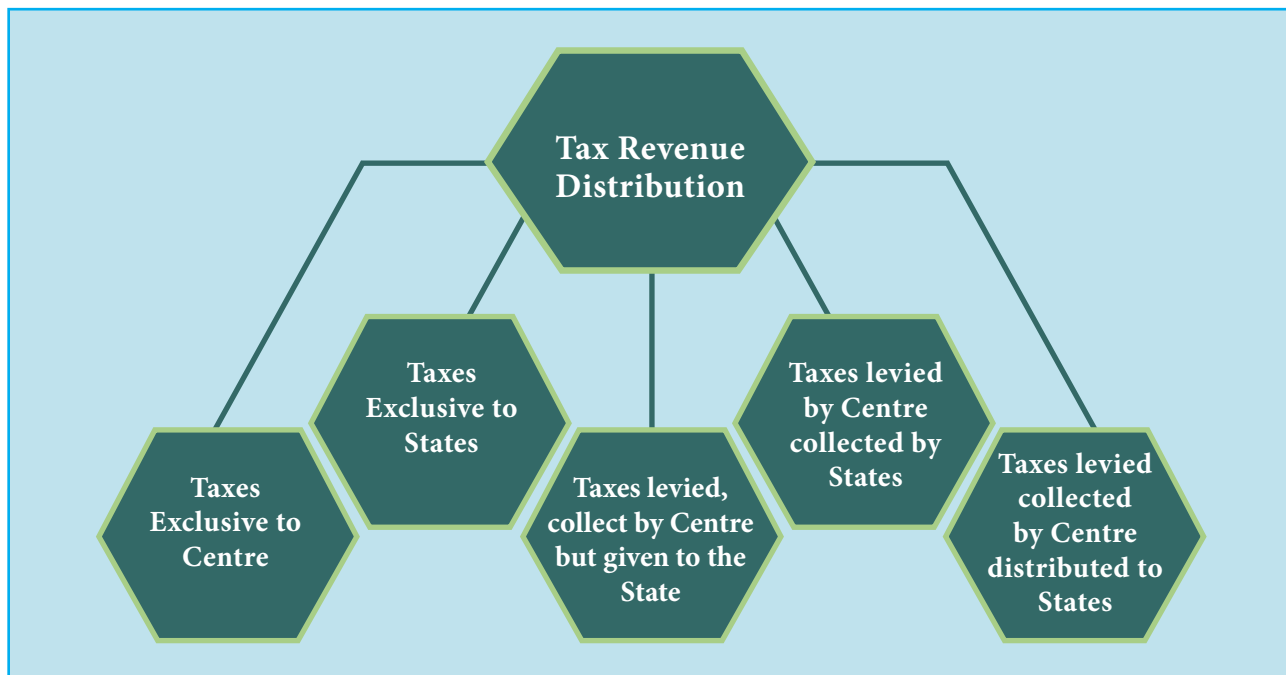 Tax Revenue
Distribution
Taxes
Exclusive to
Centre
Taxes
Exclusive to
States
Taxes levied,
collect by Centre
but given to the
State
Taxes levied
by Centre
collected by
States
Taxes levied
collected
by Centre
distributed to
States